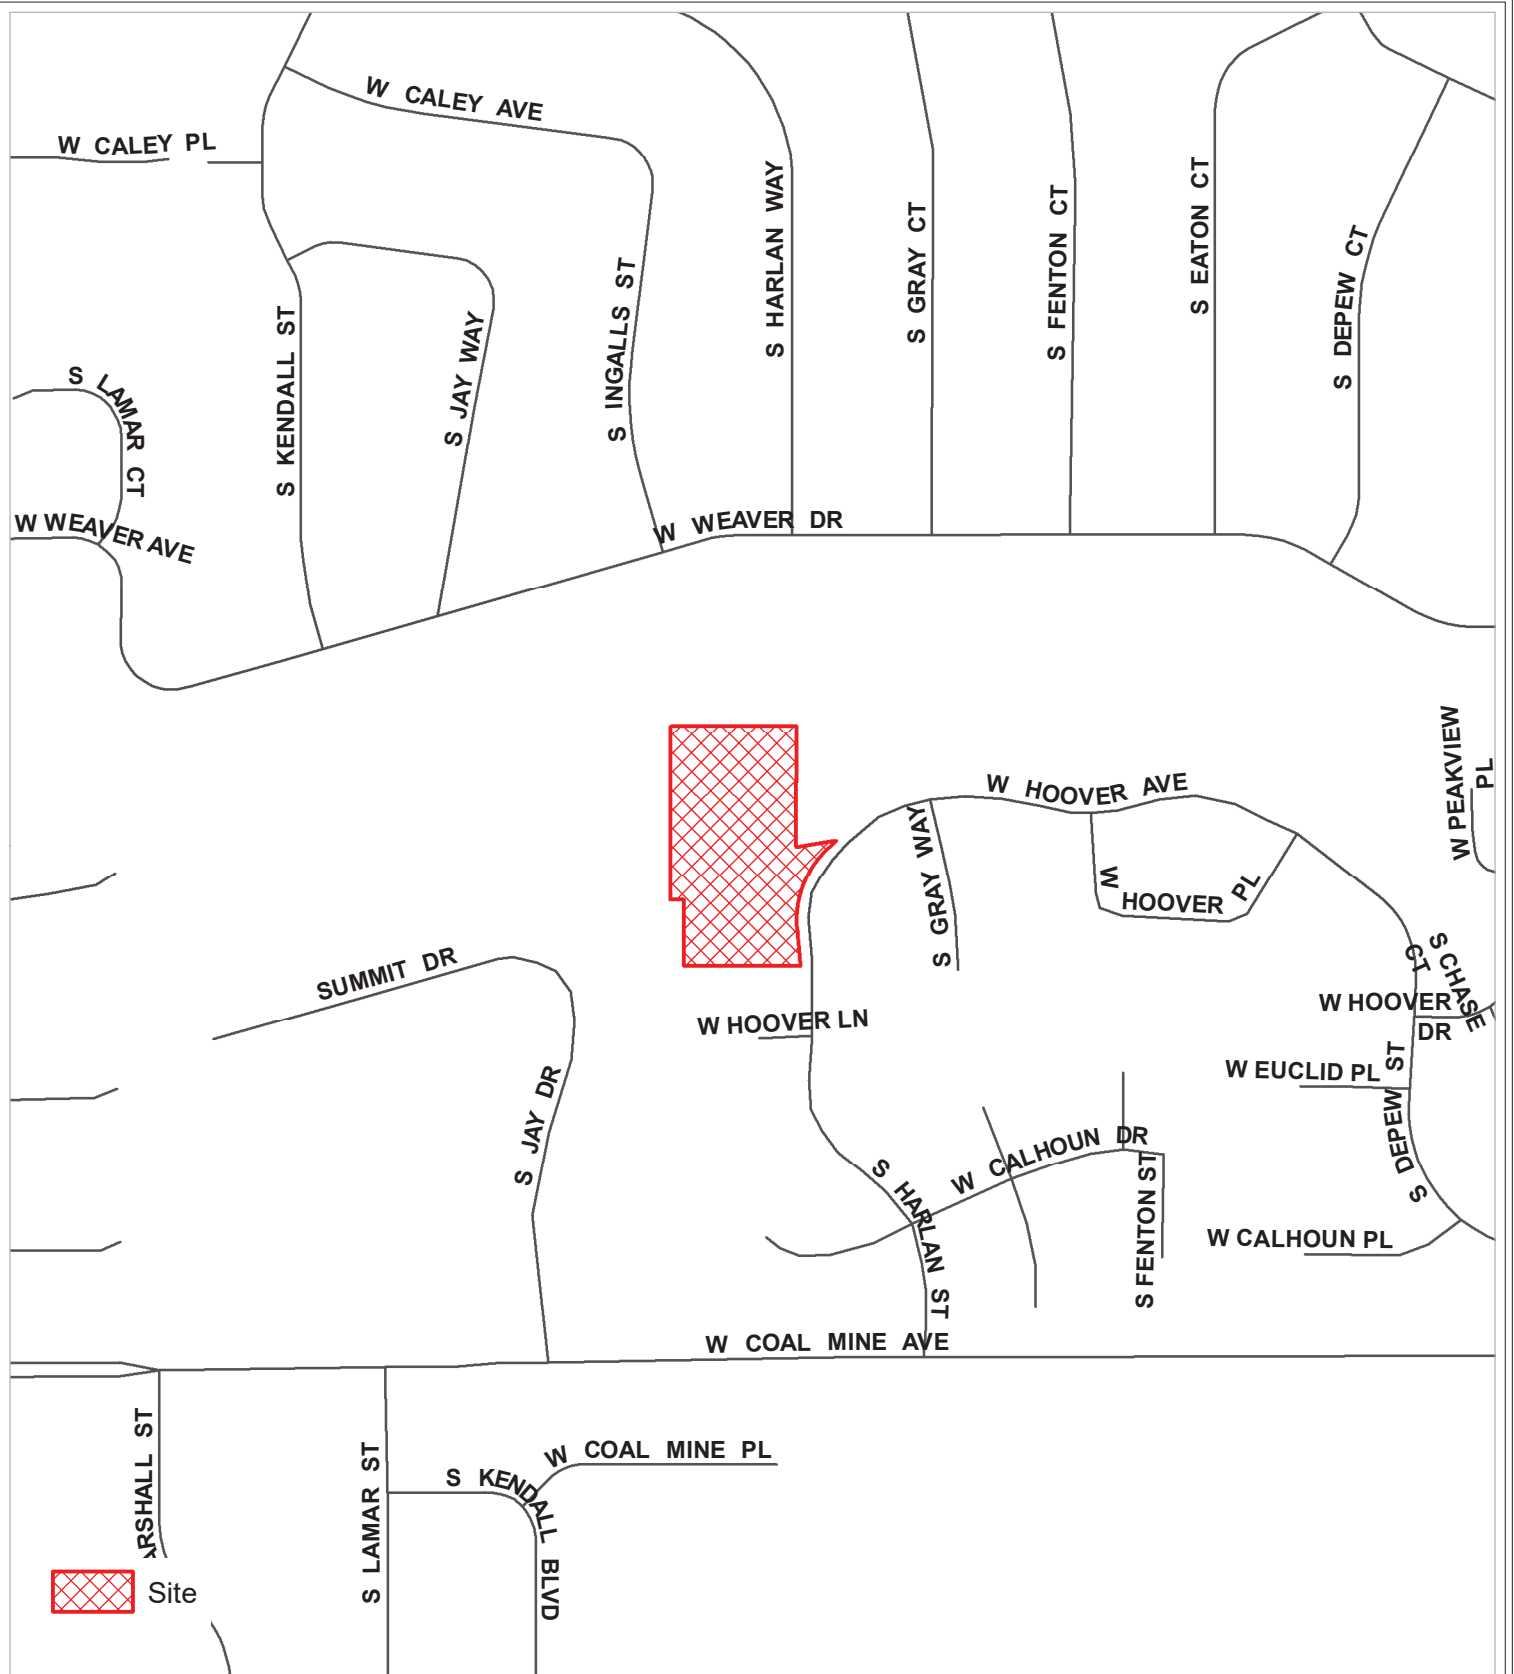 W CALEY AVE
W CALEY PL
S HARLAN WAY
S GRAY CT
S FENTON CT
S EATON CT
S DEPEW CT
S INGALLS ST
S JAY WAY
S KENDALL ST
S LAMAR CT
W WEAVER AVE
W WEAVER DR
W PEAKVIEW
PL
W HOOVER AVE
S GRAY WAY
W HOOVER PL
S CHASE
CT
SUMMIT DR
W HOOVER LN
W HOOVER
DR
W EUCLID PL
S DEPEW ST
S JAY DR
W CALHOUN DR
S HARLAN ST
S FENTON ST
W CALHOUN PL
W COAL MINE AVE
ARSHALL ST
S LAMAR ST
W COAL MINE PL
S KENDALL BLVD
Site